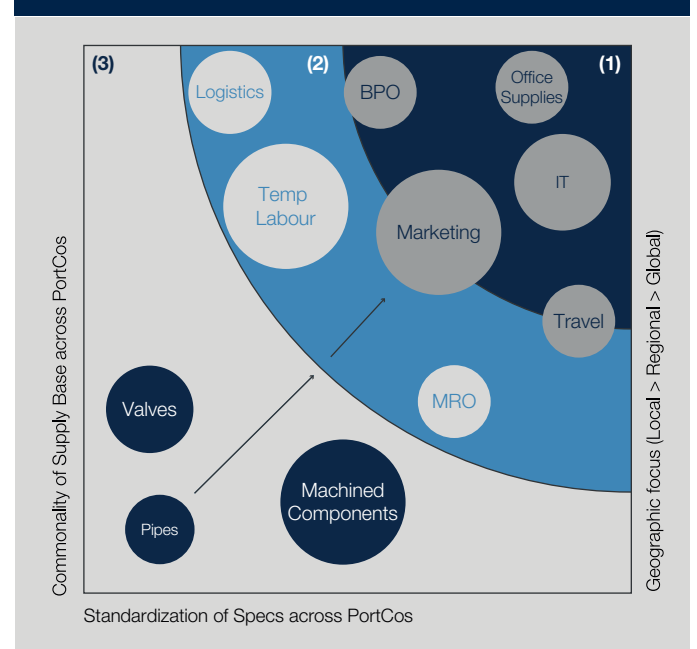 (3)
(2)
(1)
Logistics
BPO
Office
Supplies
Temp
Labour
IT
Marketing
Travel
MRO
Valves
Machined
Components
Pipes
Commonality of Supply Base across PortCos
Geographic focus (Local > Regional > Global)
Standardization of Specs across PortCos